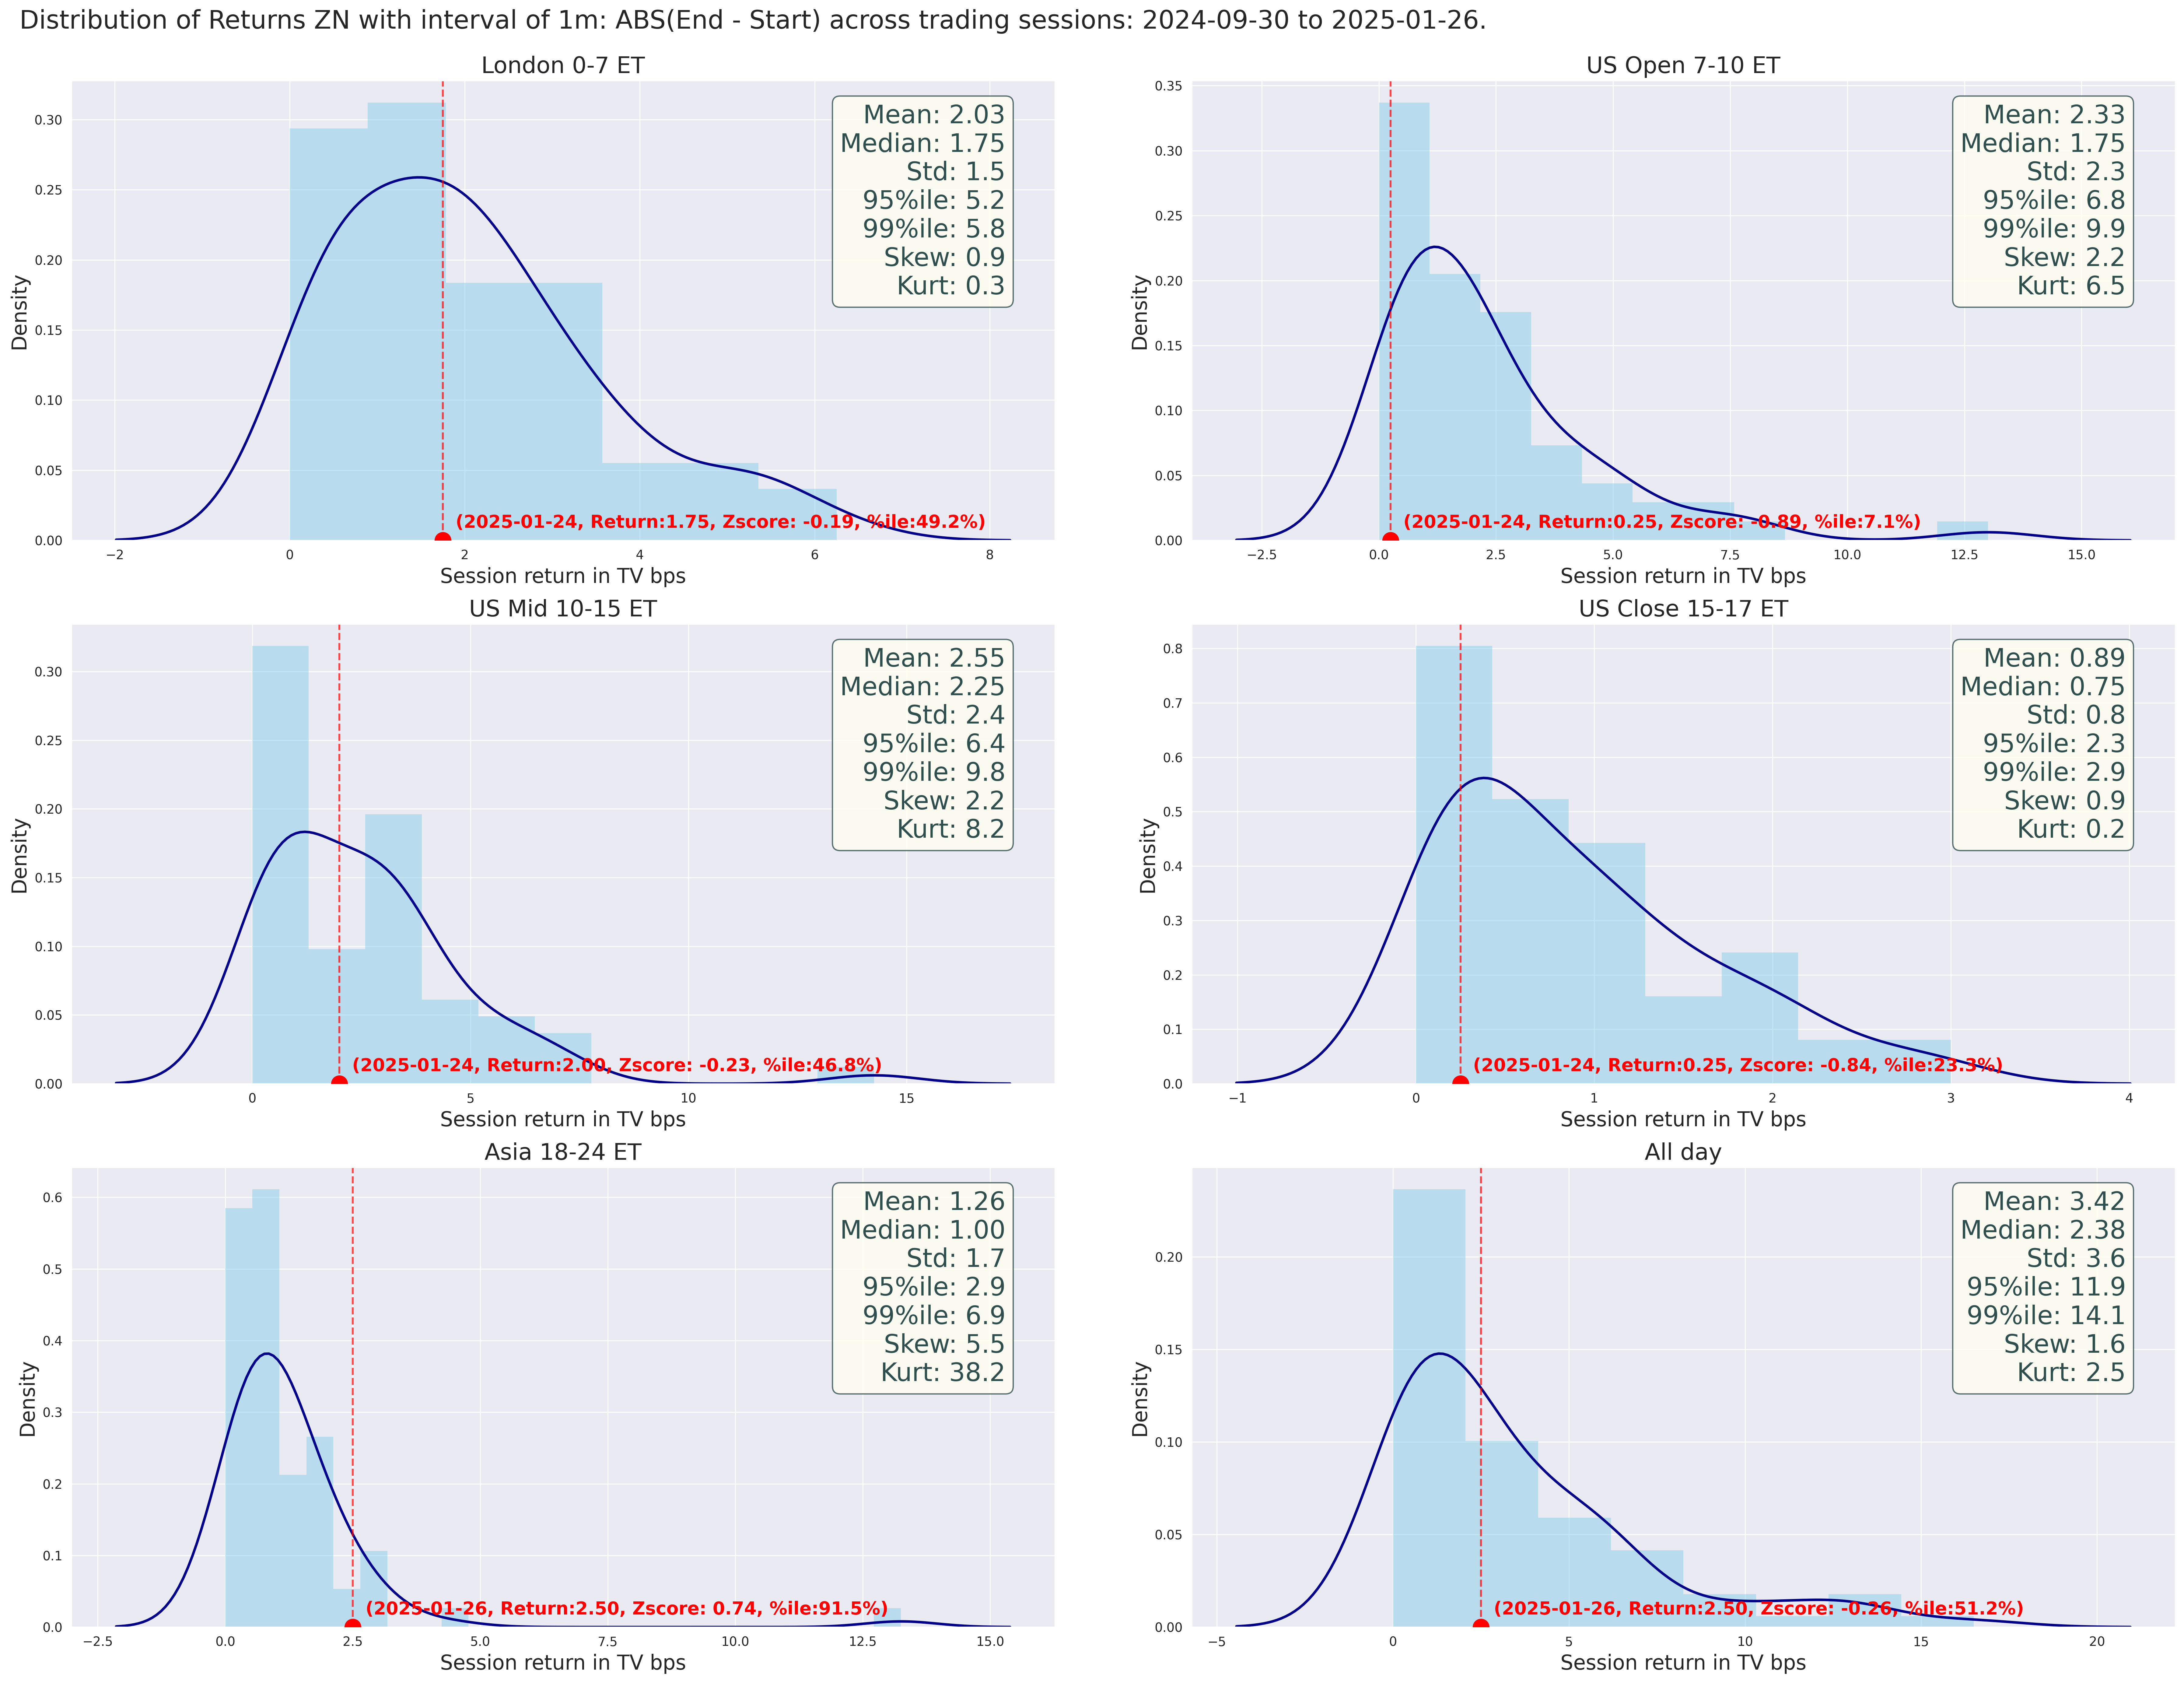 Distribution of Returns ZN with interval of 1m: ABS(End - Start) across trading sessions: 2024-09-30 to 2025-01-26.
London 0-7 ET
Density
0.30
0.25
0.20
0.15
0.10
0.05
0.00
Mean: 2.03
Median: 1.75
Std: 1.5
95%ile: 5.2
99%ile: 5.8
Skew: 0.9
Kurt: 0.3
(2025-01-24, Return:1.75, Zscore: -0.19, %ile:49.2%)
−2 0 2 4 6 8
Session return in TV bps
US Open 7-10 ET
Density
0.35
0.30
0.25
0.20
0.15
0.10
0.05
0.00
Mean: 2.33
Median: 1.75
Std: 2.3
95%ile: 6.8
99%ile: 9.9
Skew: 2.2
Kurt: 6.5
(2025-01-24, Return:0.25, Zscore: -0.89, %ile:7.1%)
−2.5 0.0 2.5 5.0 7.5 10.0 12.5 15.0
Session return in TV bps
US Mid 10-15 ET
Density
0.30
0.25
0.20
0.15
0.10
0.05
0.00
Mean: 2.55
Median: 2.25
Std: 2.4
95%ile: 6.4
99%ile: 9.8
Skew: 2.2
Kurt: 8.2
(2025-01-24, Return:2.00, Zscore: -0.23, %ile:46.8%)
0 5 10 15
Session return in TV bps
US Close 15-17 ET
Density
0.8
0.7
0.6
0.5
0.4
0.3
0.2
0.1
0.0
Mean: 0.89
Median: 0.75
Std: 0.8
95%ile: 2.3
99%ile: 2.9
Skew: 0.9
Kurt: 0.2
(2025-01-24, Return:0.25, Zscore: -0.84, %ile:23.3%)
−1 0 1 2 3 4
Session return in TV bps
Asia 18-24 ET
Density
0.6
0.5
0.4
0.3
0.2
0.1
0.0
Mean: 1.26
Median: 1.00
Std: 1.7
95%ile: 2.9
99%ile: 6.9
Skew: 5.5
Kurt: 38.2
(2025-01-26, Return:2.50, Zscore: 0.74, %ile:91.5%)
−2.5 0.0 2.5 5.0 7.5 10.0 12.5 15.0
Session return in TV bps
All day
Density
0.20
0.15
0.10
0.05
0.00
Mean: 3.42
Median: 2.38
Std: 3.6
95%ile: 11.9
99%ile: 14.1
Skew: 1.6
Kurt: 2.5
(2025-01-26, Return:2.50, Zscore: -0.26, %ile:51.2%)
−5 0 5 10 15 20
Session return in TV bps